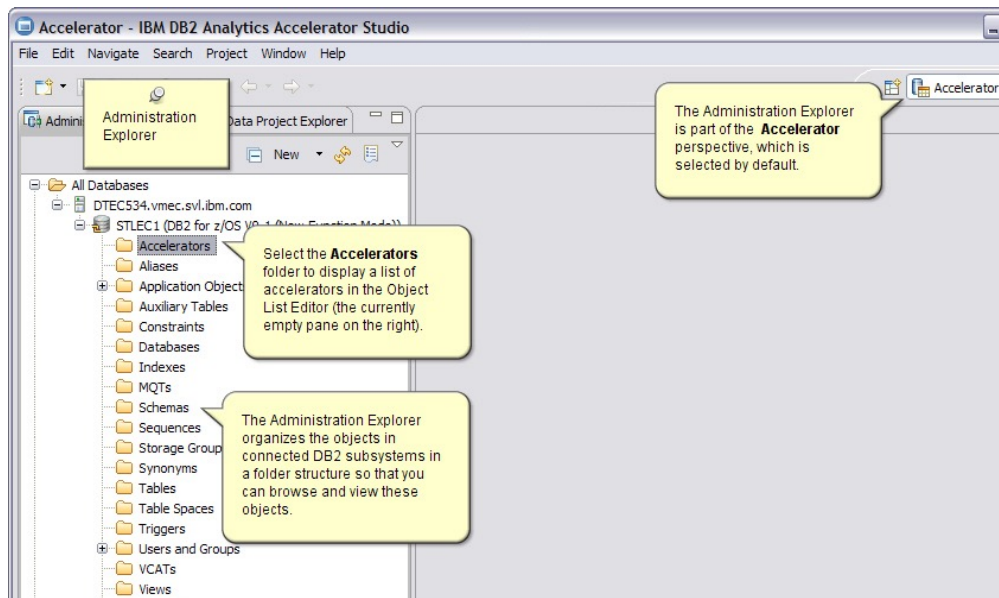 Accelerator - IBM DB2 Analytics Accelerator Studio
File Edit Navigate Search Project Window Help
Administration
Explorer
The Administration Explorer
is part of the Accelerator
perspective, which is
selected by default.
Accelerator
Admini
Data Project Explorer
New
All Databases
DTEC534.vmec.svl.ibm.com
STLEC1 (DB2 for z/OS
Accelerators
Select the Accelerators
folder to display a list of
accelerators in the Object
List Editor (the currently
empty pane on the right).
Aliases
Application Object
Auxiliary Tables
Constraints
Databases
Indexes
MQTs
Schemas
The Administration Explorer
organizes the objects in
connected DB2 subsystems in
a folder structure so that you
can browse and view these
objects.
Sequences
Storage Group
Synonyms
Tables
Table Spaces
Triggers
Users and Groups
VCATs
Views